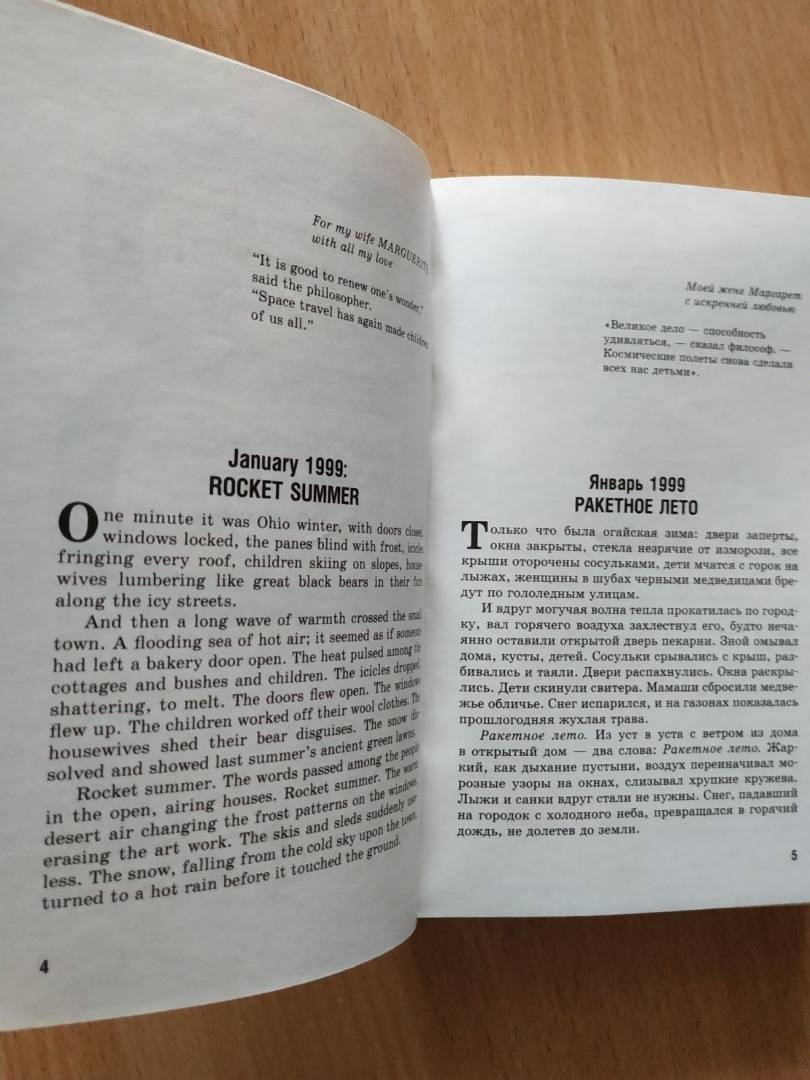 For my wife MARGUERITE
with all my love
“It is good to renew one’s wonder,”
said the philosopher.
“Space travel has again made children
of us all.”
January 1999:
ROCKET SUMMER
One minute it was Ohio winter, with doors closed,
windows locked, the panes blind with frost, icicles
fringing every roof, children skiing on slopes, house-
wives lumbering like great black bears in their furs
along the icy streets.
And then a long wave of warmth crossed the small
town. A flooding sea of hot air; it seemed as if someone
had left a bakery door open. The heat pulsed among the
cottages and bushes and children. The icicles dropped,
shattering, to melt. The doors flew open. The windows
flew up. The children worked off their wool clothes. The
housewives shed their bear disguises. The snow dis-
solved and showed last summer’s ancient green lawns.
Rocket summer. The words passed among the people
in the open, airing houses. Rocket summer. The warm
desert air changing the frost patterns on the windows,
erasing the art work. The skis and sleds suddenly use-
less. The snow, falling from the cold sky upon the town,
turned to a hot rain before it touched the ground.
4
Моей жене Маргарет
с искренней любовью
«Великое дело — способность
удивляться, — сказал философ. —
Космические полеты снова сделали
всех нас детьми».
Январь 1999
РАКЕТНОЕ ЛЕТО
Только что была огайская зима: двери заперты,
окна закрыты, стекла незрячие от изморози, все
крыши оторочены сосульками, дети мчатся с горок на
лыжах, женщины в шубах черными медведицами бре-
дут по гололедным улицам.
И вдруг могучая волна тепла прокатилась по город-
ку, вал горячего воздуха захлестнул его, будто неча-
янно оставили открытой дверь пекарни. Зной омывал
дома, кусты, детей. Сосульки срывались с крыш, раз-
бивались и таяли. Двери распахнулись. Окна раскры-
лись. Дети скинули свитера. Мамаши сбросили медве-
жье обличье. Снег испарился, и на газонах показалась
прошлогодняя жухлая трава.
Ракетное лето. Из уст в уста с ветром из дома
в открытый дом — два слова: Ракетное лето. Жар-
кий, как дыхание пустыни, воздух переиначивал мо-
розные узоры на окнах, слизывал хрупкие кружева.
Лыжи и санки вдруг стали не нужны. Снег, падавший
на городок с холодного неба, превращался в горячий
дождь, не долетев до земли.
5